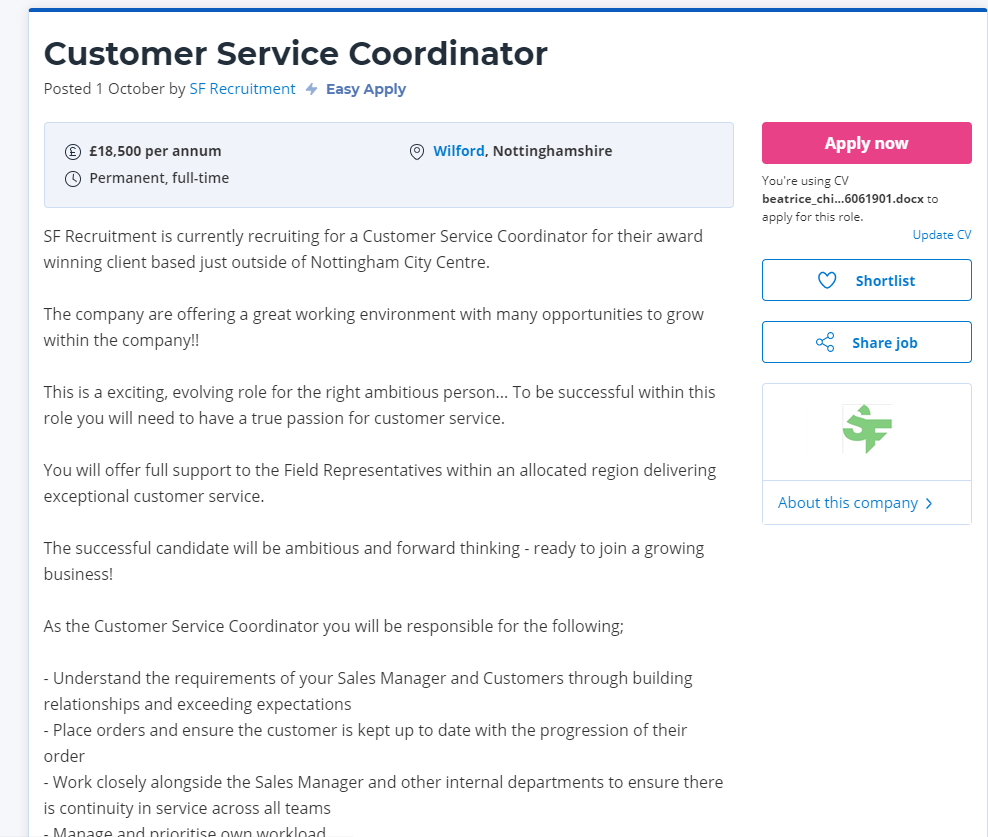 Customer Service Coordinator
Posted 1 October by SF Recruitment Easy Apply
£18,500 per annum
Wilford, Nottinghamshire
Permanent, full-time
Apply now
You're using CV
beatrice_chi...6061901.docx to
apply for this role.
Update CV
Shortlist
Share job
SF
About this company
SF Recruitment is currently recruiting for a Customer Service Coordinator for their award
winning client based just outside of Nottingham City Centre.
The company are offering a great working environment with many opportunities to grow
within the company!!
This is a exciting, evolving role for the right ambitious person... To be successful within this
role you will need to have a true passion for customer service.
You will offer full support to the Field Representatives within an allocated region delivering
exceptional customer service.
The successful candidate will be ambitious and forward thinking - ready to join a growing
business!
As the Customer Service Coordinator you will be responsible for the following;
- Understand the requirements of your Sales Manager and Customers through building
relationships and exceeding expectations
- Place orders and ensure the customer is kept up to date with the progression of their
order
- Work closely alongside the Sales Manager and other internal departments to ensure there
is continuity in service across all teams
- Manage and prioritise own workload